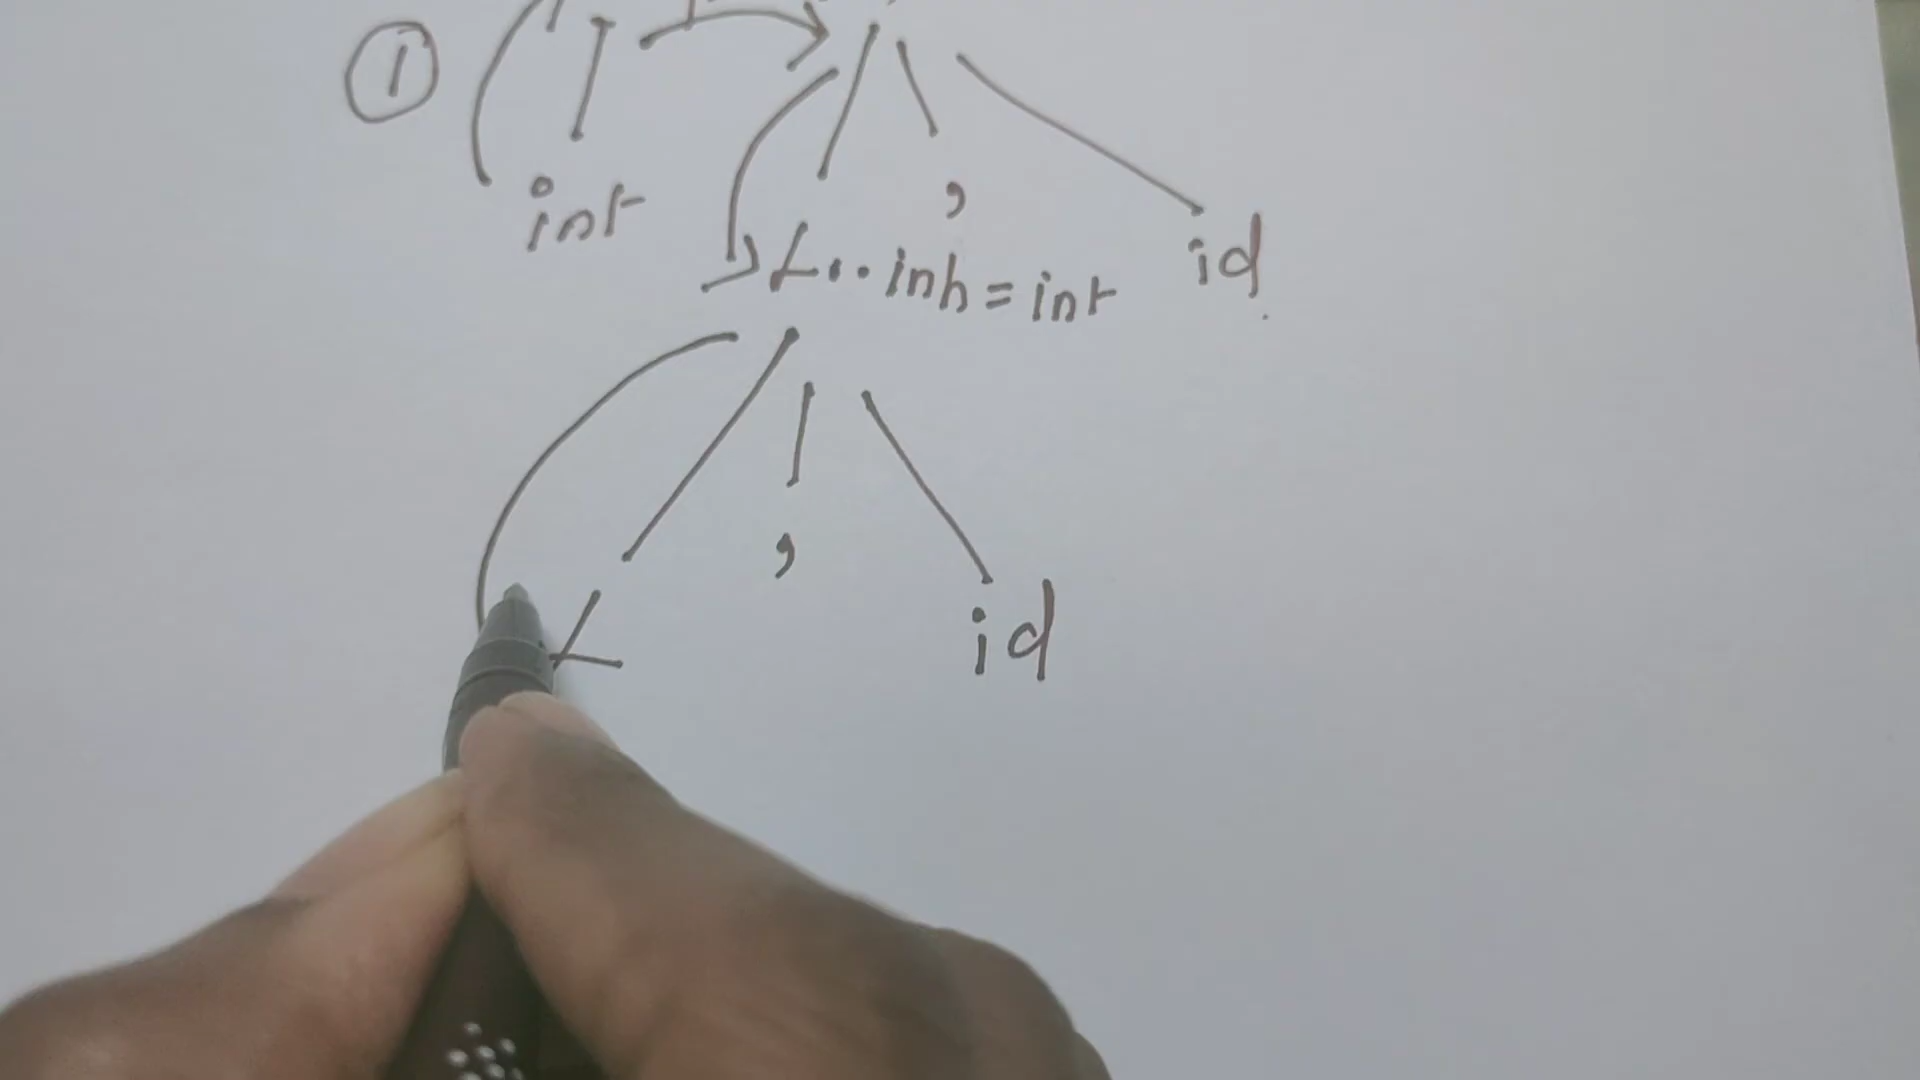 1
int , id
L.. inh = int
, id
L